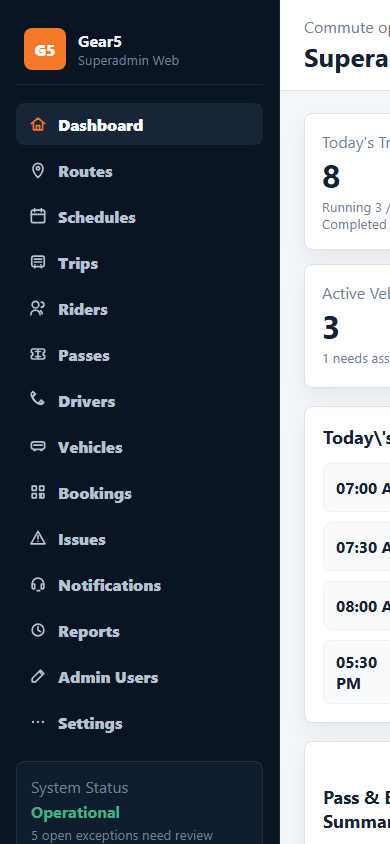 G5
Gear5
Superadmin Web
Dashboard
Routes
Schedules
Trips
Riders
Passes
Drivers
Vehicles
Bookings
Issues
Notifications
Reports
Admin Users
Settings
System Status
Operational
5 open exceptions need review
Commute op
Supera
Today's Tr
8
Running 3 /
Completed
Active Veh
3
1 needs ass
Today\'s
07:00 A
07:30 A
08:00 A
05:30
PM
Pass & B
Summar